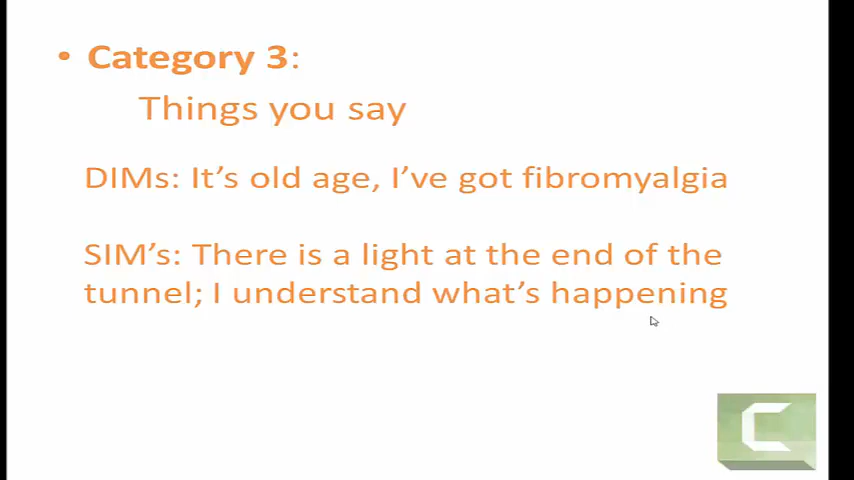 • Category 3:
Things you say
DIMs: It's old age, I've got fibromyalgia
SIM's: There is a light at the end of the
tunnel; I understand what's happening
C